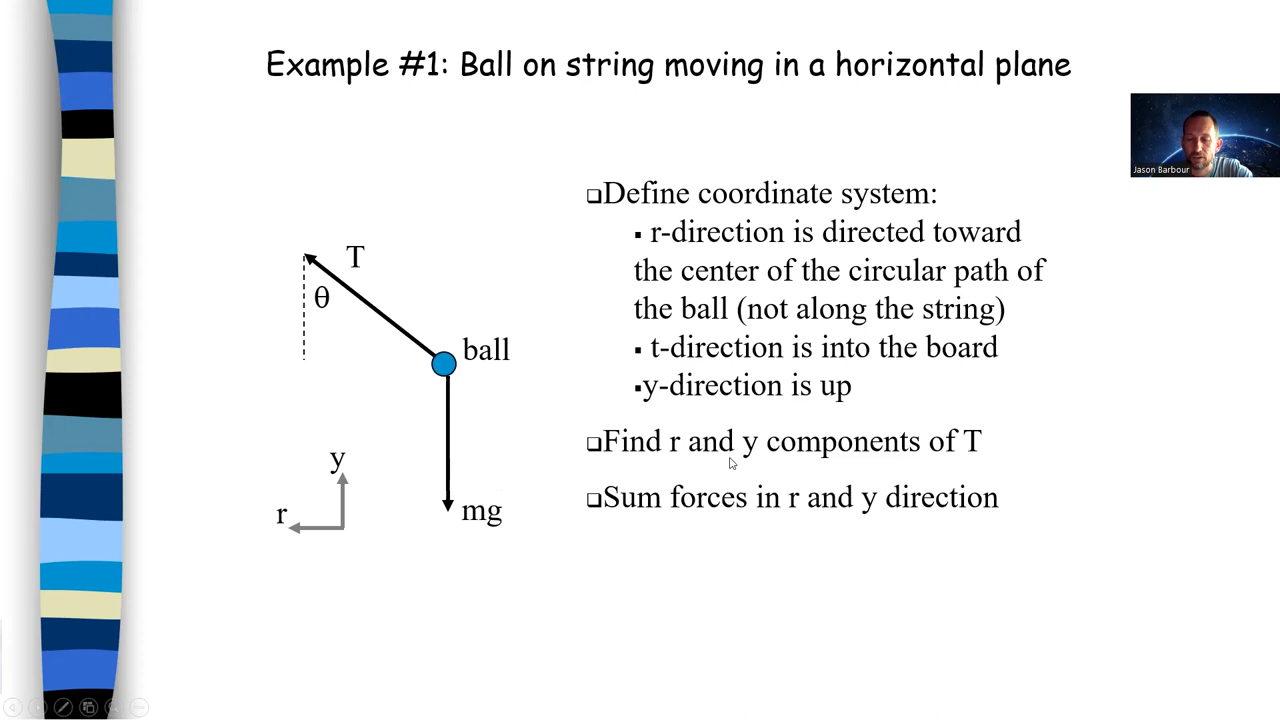 Example #1: Ball on string moving in a horizontal plane
Jason Barbour
❑Define coordinate system:
▪ r-direction is directed toward
the center of the circular path of
the ball (not along the string)
▪ t-direction is into the board
▪y-direction is up
❑Find r and y components of T
❑Sum forces in r and y direction
T
θ
ball
y
r
mg